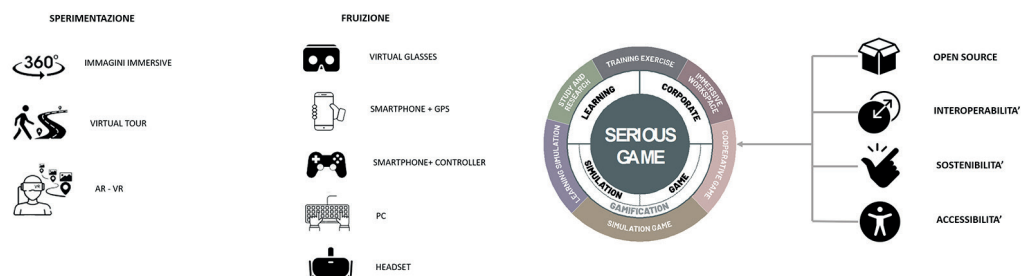 SPERIMENTAZIONE
360°
IMMAGINI IMMERSIVE
VIRTUAL TOUR
VR
AR - VR
FRUIZIONE
VIRTUAL GLASSES
SMARTPHONE + GPS
SMARTPHONE+ CONTROLLER
PC
HEADSET
TRAINING EXERCISE
IMMERSIVE
WORKSPACE
COOPERATIVE GAME
SIMULATION GAME
LEARNING SIMULATION
STUDY AND
RESEARCH
LEARNING
CORPORATE
GAME
SIMULATION
GAMIFICATION
SERIOUS
GAME
OPEN SOURCE
INTEROPERABILITA’
SOSTENIBILITA’
ACCESSIBILITA’